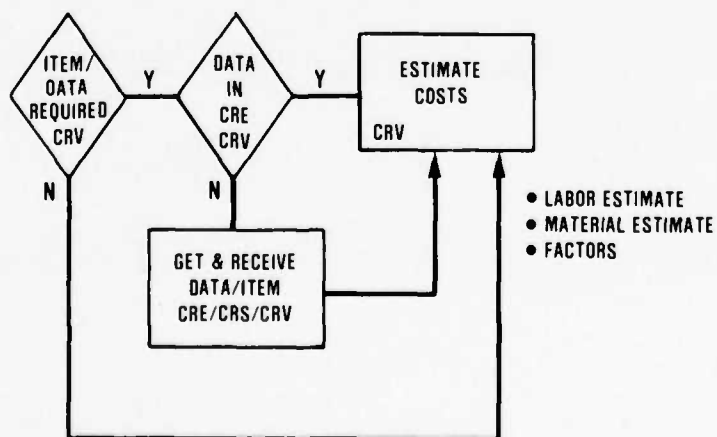 ITEM/
OATA
REQUIRED
CRV
Y
DATA
IN
CRE
CRV
Y
ESTIMATE
COSTS
CRV
N
N
GET & RECEIVE
DATA/ITEM
CRE/CRS/CRV
● LABOR ESTIMATE
● MATERIAL ESTIMATE
● FACTORS